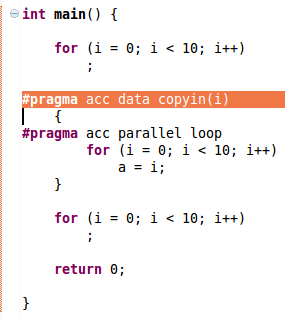 int main() {
for (i = 0; i < 10; i++)
;
#pragma acc data copyin(i)
{
#pragma acc parallel loop
for (i = 0; i < 10; i++)
a = i;
}
for (i = 0; i < 10; i++)
;
return 0;
}